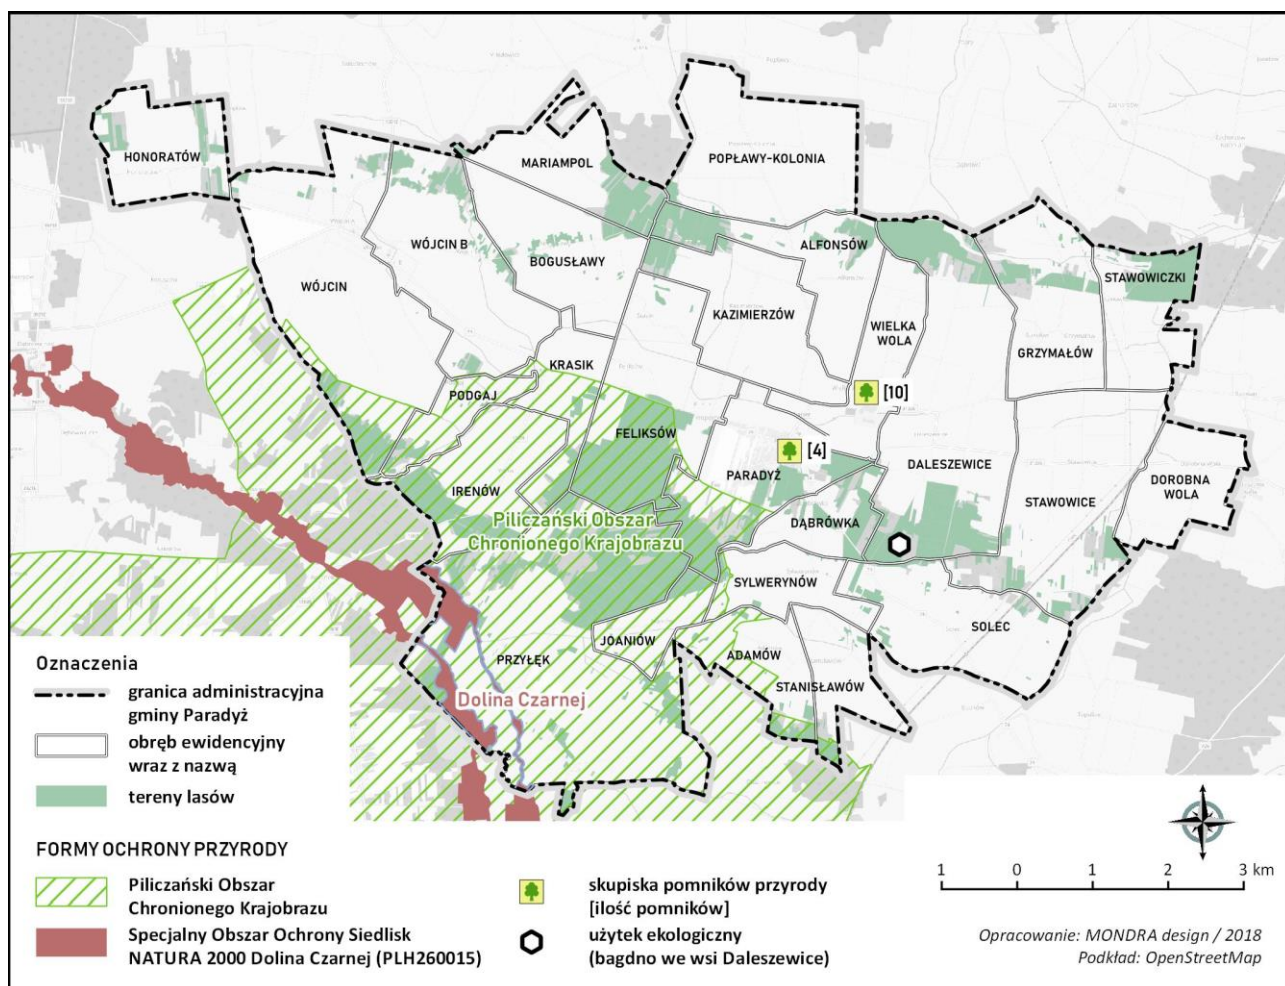 HONORATÓW
MARIAMPOL
POPŁAWY-KOLONIA
WÓJCIN B
BOGUSŁAWY
ALFONSÓW
STAWOWICZKI
WÓJCIN
KAZIMIERZÓW
WIELKA
WOLA
GRZYMAŁÓW
KRASIK
PODGAJ
[10]
FELIKSÓW
[4]
PARADYŻ
DALESZEWICE
IRENÓW
STAWOWICE
DOROBNA
WOLA
Piliczański Obszar
Chronionego Krajobrazu
DĄBRÓWKA
SYLWERYNÓW
JOANIÓW
SOLEC
PRZYŁĘK
ADAMÓW
STANISŁAWÓW
Dolina Czarnej
Oznaczenia
granica administracyjna
gminy Paradyż
obręb ewidencyjny
wraz z nazwą
tereny lasów
FORMY OCHRONY PRZYRODY
Piliczański Obszar
Chronionego Krajobrazu
Specjalny Obszar Ochrony Siedlisk
NATURA 2000 Dolina Czarnej (PLH260015)
skupiska pomników przyrody
[ilość pomników]
użytek ekologiczny
(bagdno we wsi Daleszewice)
1 0 1 2 3 km
Opracowanie: MONDRA design / 2018
Podkład: OpenStreetMap